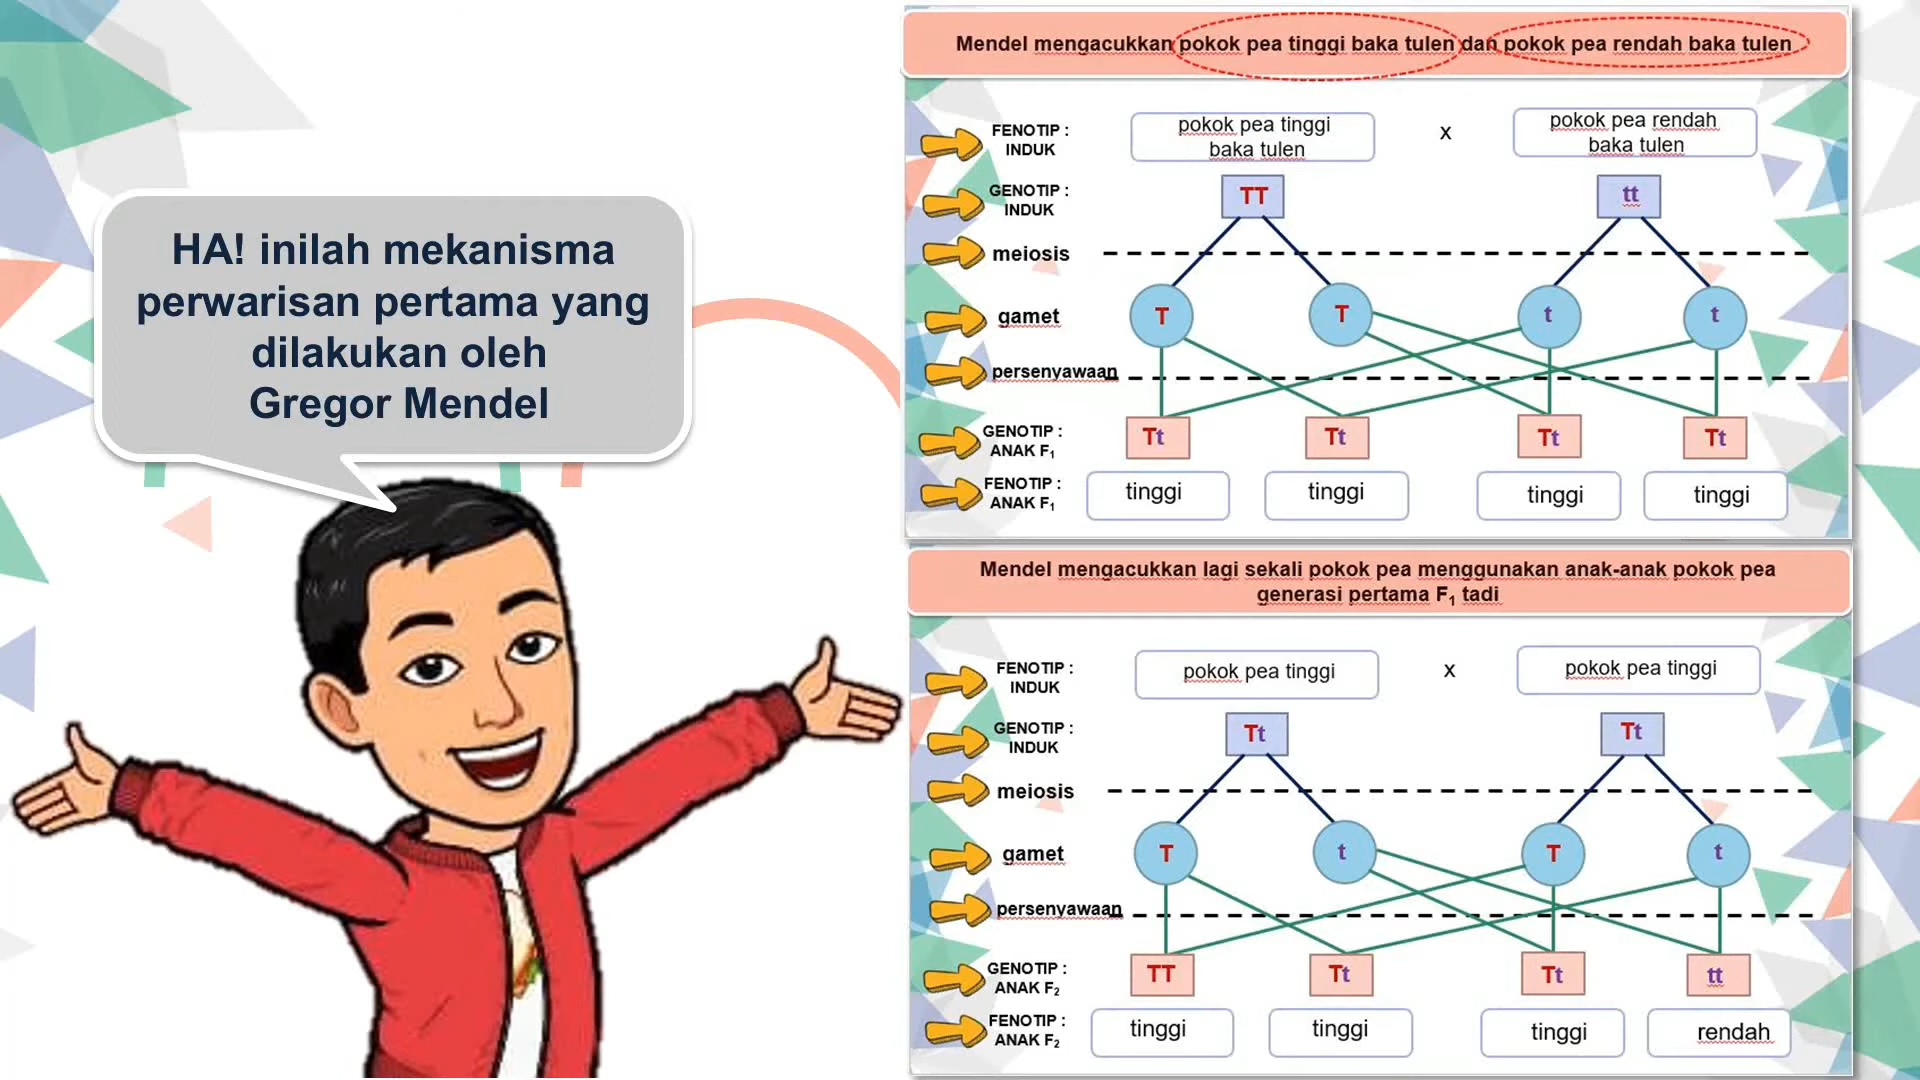 HA! inilah mekanisma
perwarisan pertama yang
dilakukan oleh
Gregor Mendel
Mendel mengacukkan pokok pea tinggi baka tulen dan pokok pea rendah baka tulen
FENOTIP :
INDUK
pokok pea tinggi
baka tulen
x
pokok pea rendah
baka tulen
GENOTIP :
INDUK
TT
tt
meiosis
gamet
T
T
t
t
persenyawaan
GENOTIP :
ANAK F₁
Tt
Tt
Tt
Tt
FENOTIP :
ANAK F₁
tinggi
tinggi
tinggi
tinggi
Mendel mengacukkan lagi sekali pokok pea menggunakan anak-anak pokok pea
generasi pertama F₁ tadi
FENOTIP :
INDUK
pokok pea tinggi
x
pokok pea tinggi
GENOTIP :
INDUK
Tt
Tt
meiosis
gamet
T
t
T
t
persenyawaan
GENOTIP :
ANAK F₂
TT
Tt
Tt
tt
FENOTIP :
ANAK F₂
tinggi
tinggi
tinggi
rendah